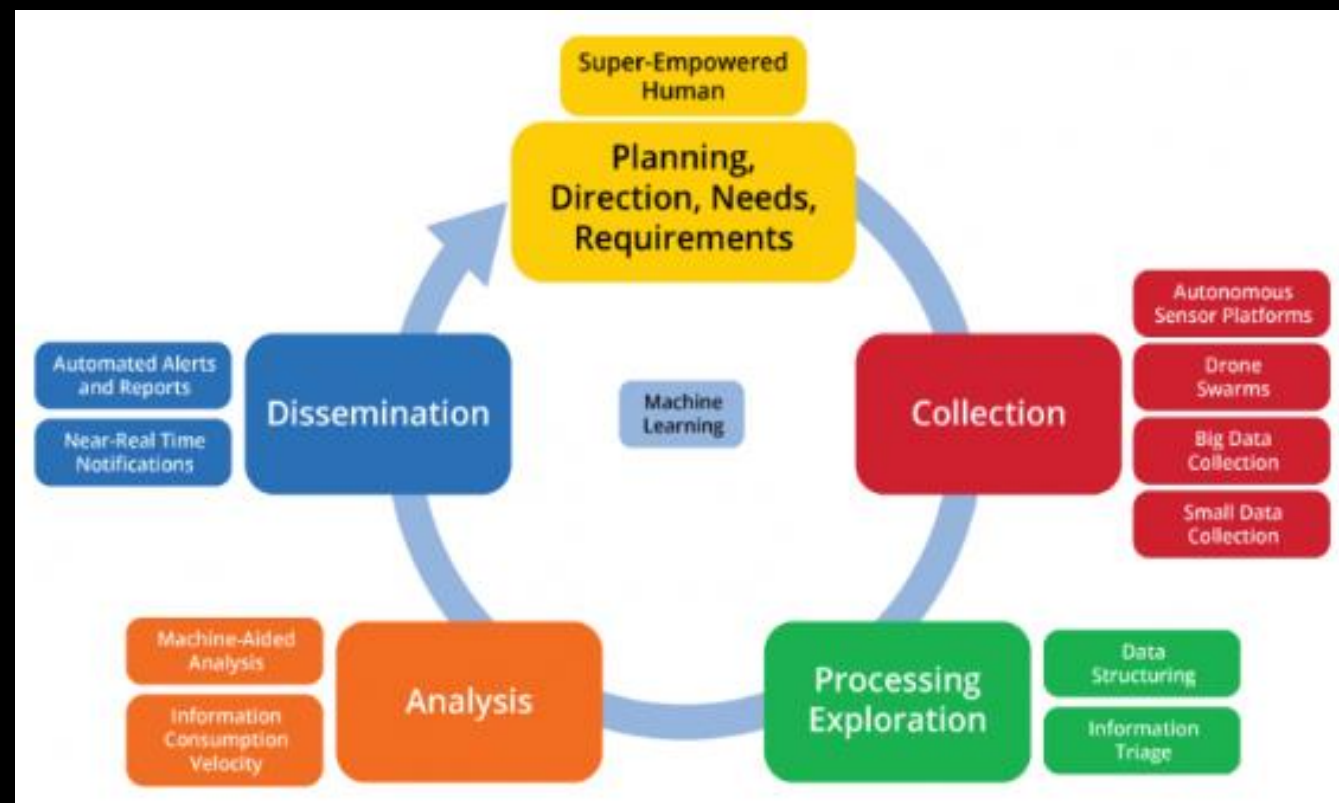 Super-Empowered
Human
Planning,
Direction, Needs,
Requirements
Autonomous
Sensor Platforms
Drone
Swarms
Collection
Big Data
Collection
Small Data
Collection
Machine
Learning
Automated Alerts
and Reports
Dissemination
Near-Real Time
Notifications
Machine-Aided
Analysis
Analysis
Information
Consumption
Velocity
Processing
Exploration
Data
Structuring
Information
Triage